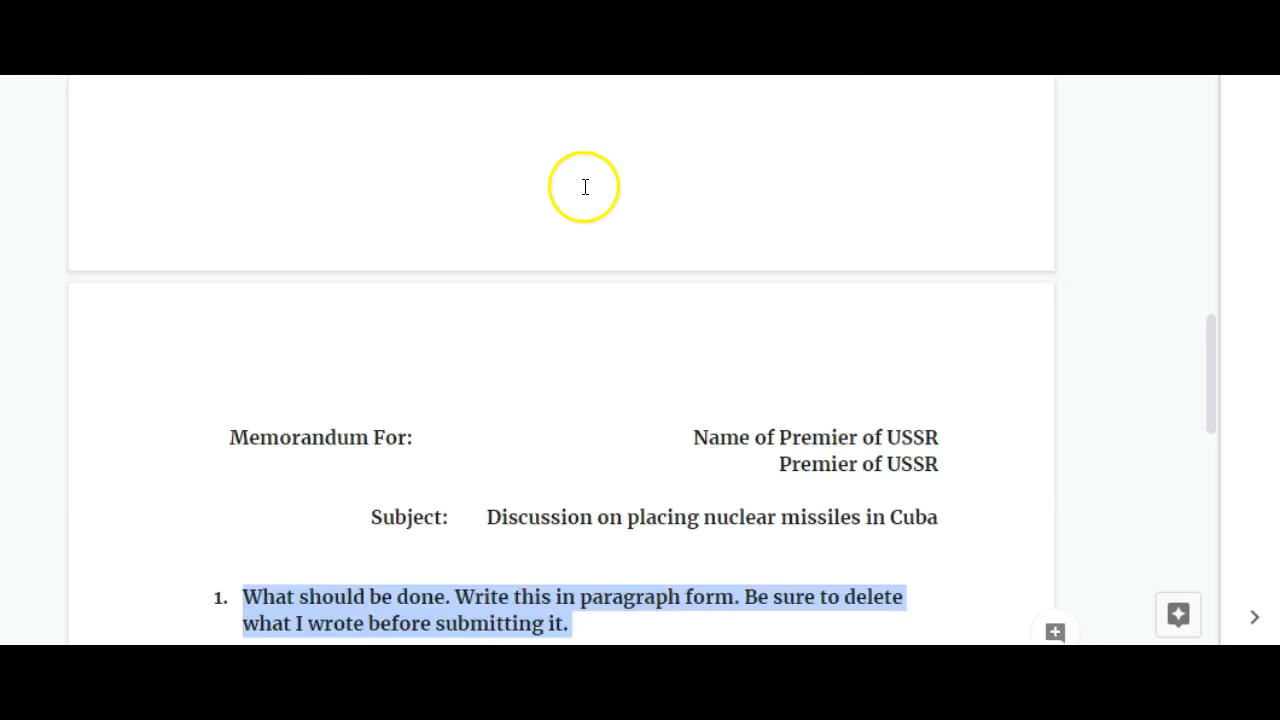 Memorandum For: Name of Premier of USSR
Premier of USSR
Subject: Discussion on placing nuclear missiles in Cuba
1. What should be done. Write this in paragraph form. Be sure to delete
what I wrote before submitting it.